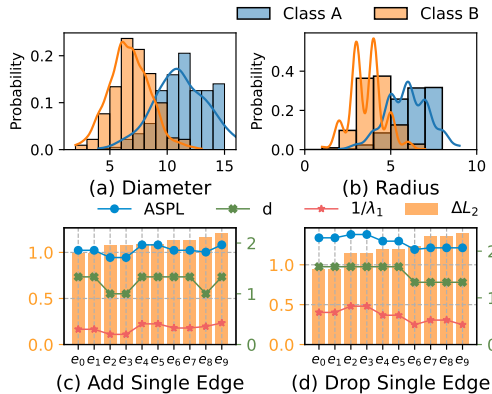 Class A Class B
Probability
0.2
0.1
0.0
5 10 15
(a) Diameter
Probability
0.4
0.2
0.0
0 5 10
(b) Radius
ASPL d 1/λ₁ ΔL₂
1.0
0.5
0.0
2
1
0
e₀ e₁ e₂ e₃ e₄ e₅ e₆ e₇ e₈ e₉
(c) Add Single Edge
1.0
0.5
0.0
2
1
0
e₀ e₁ e₂ e₃ e₄ e₅ e₆ e₇ e₈ e₉
(d) Drop Single Edge